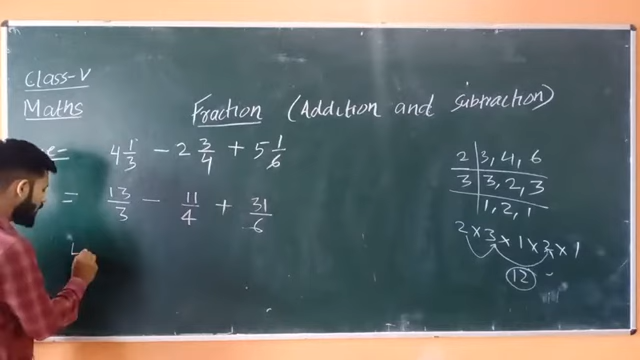 Class-V
Maths
Fraction (Addition and Subtraction)
4 1/3 - 2 3/4 + 5 1/6
= 13/3 - 11/4 + 31/6
L
2 | 3, 4, 6
3 | 3, 2, 3
1, 2, 1
2 × 3 × 1 × 2 × 1
12